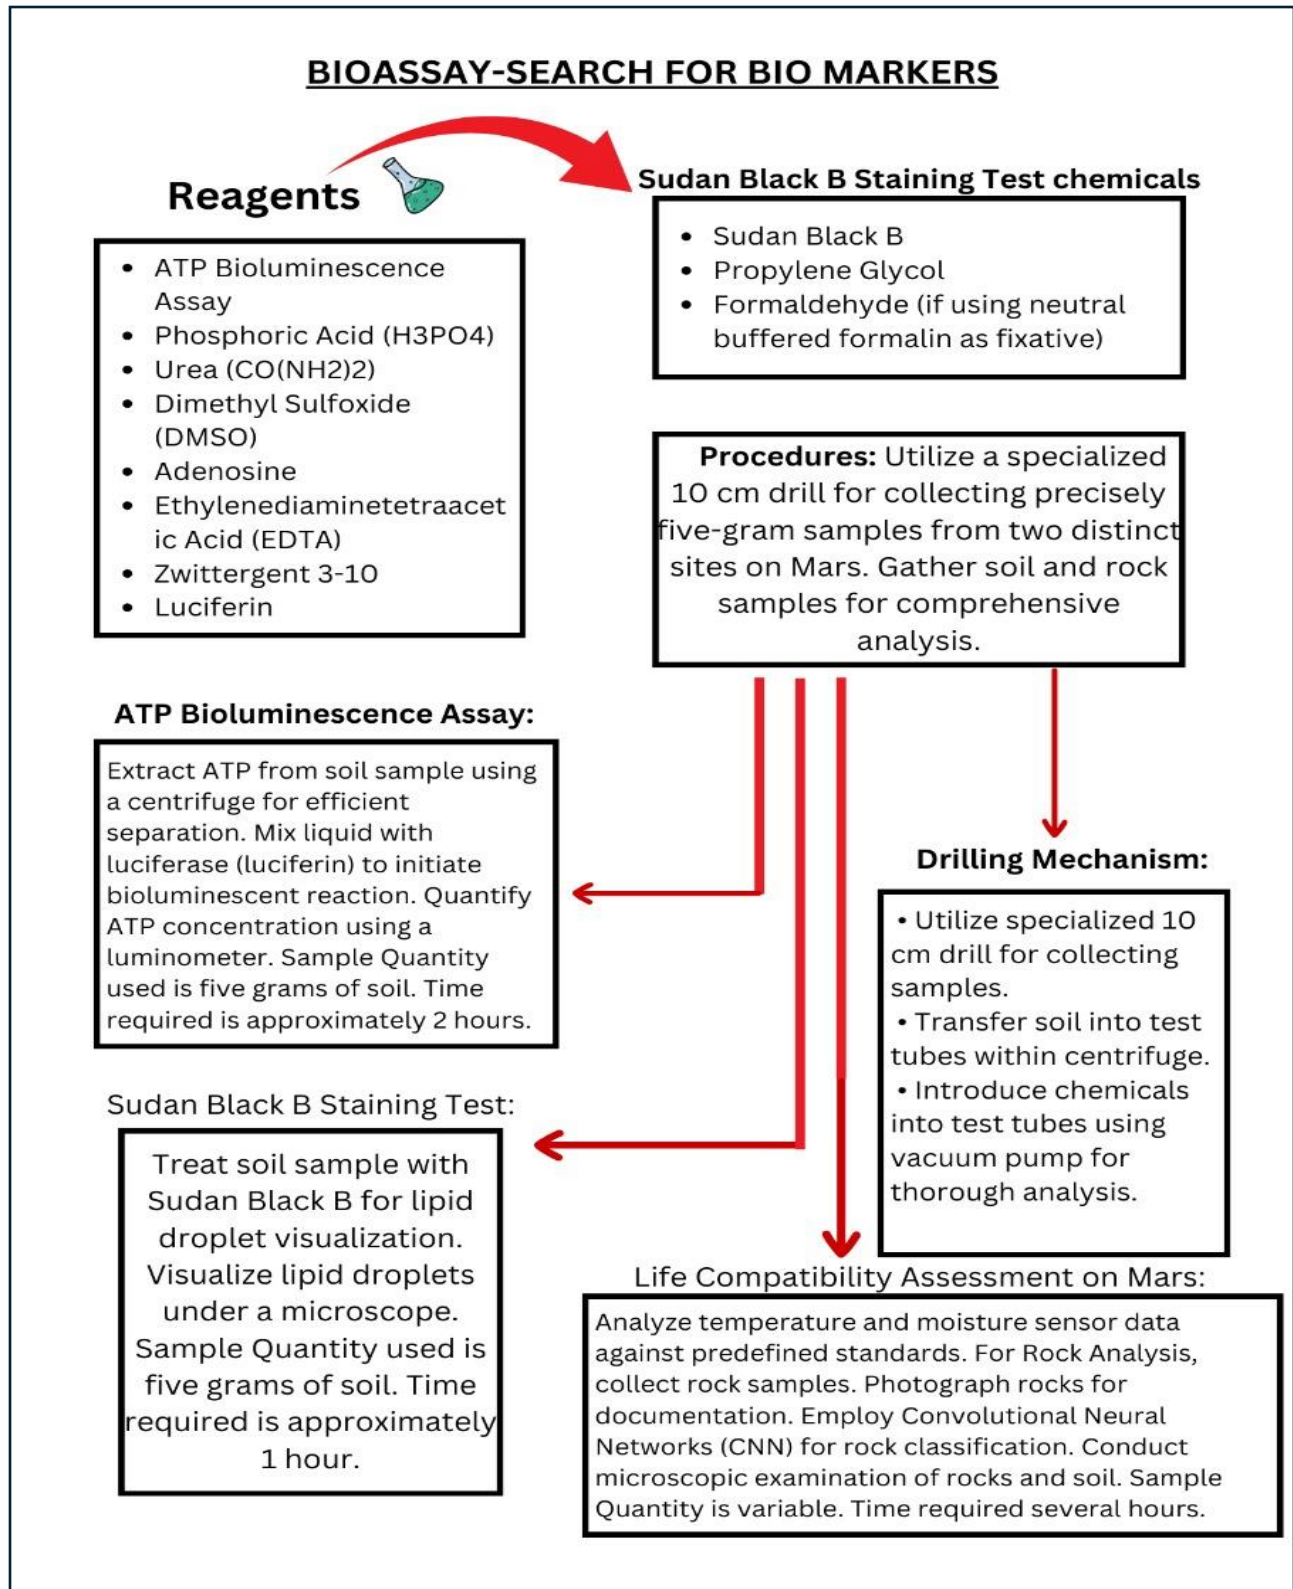 BIOASSAY-SEARCH FOR BIO MARKERS
Reagents
• ATP Bioluminescence
Assay
• Phosphoric Acid (H3PO4)
• Urea (CO(NH2)2)
• Dimethyl Sulfoxide
(DMSO)
• Adenosine
• Ethylenediaminetetraacet
ic Acid (EDTA)
• Zwittergent 3-10
• Luciferin
Sudan Black B Staining Test chemicals
• Sudan Black B
• Propylene Glycol
• Formaldehyde (if using neutral
buffered formalin as fixative)
Procedures: Utilize a specialized
10 cm drill for collecting precisely
five-gram samples from two distinct
sites on Mars. Gather soil and rock
samples for comprehensive
analysis.
ATP Bioluminescence Assay:
Extract ATP from soil sample using
a centrifuge for efficient
separation. Mix liquid with
luciferase (luciferin) to initiate
bioluminescent reaction. Quantify
ATP concentration using a
luminometer. Sample Quantity
used is five grams of soil. Time
required is approximately 2 hours.
Drilling Mechanism:
• Utilize specialized 10
cm drill for collecting
samples.
• Transfer soil into test
tubes within centrifuge.
• Introduce chemicals
into test tubes using
vacuum pump for
thorough analysis.
Sudan Black B Staining Test:
Treat soil sample with
Sudan Black B for lipid
droplet visualization.
Visualize lipid droplets
under a microscope.
Sample Quantity used is
five grams of soil. Time
required is approximately
1 hour.
Life Compatibility Assessment on Mars:
Analyze temperature and moisture sensor data
against predefined standards. For Rock Analysis,
collect rock samples. Photograph rocks for
documentation. Employ Convolutional Neural
Networks (CNN) for rock classification. Conduct
microscopic examination of rocks and soil. Sample
Quantity is variable. Time required several hours.